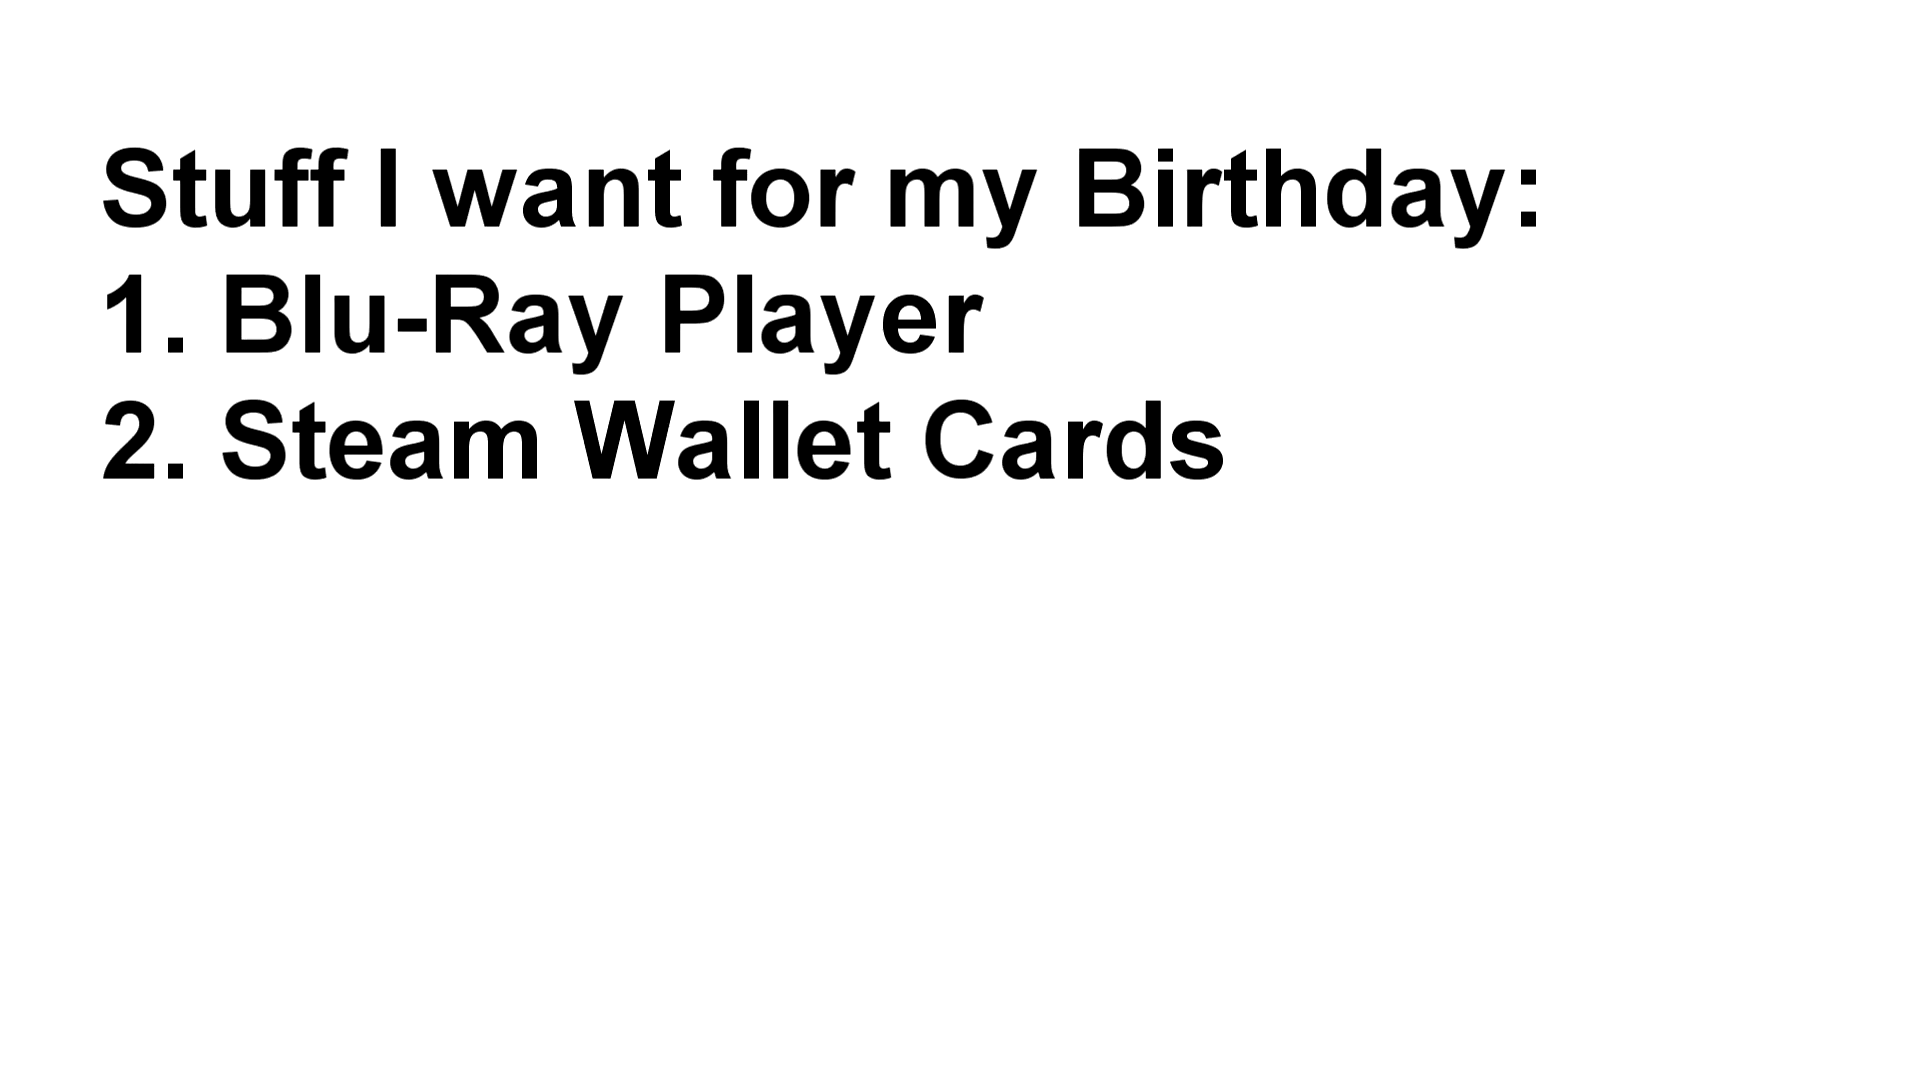 Stuff I want for my Birthday:
1. Blu-Ray Player
2. Steam Wallet Cards